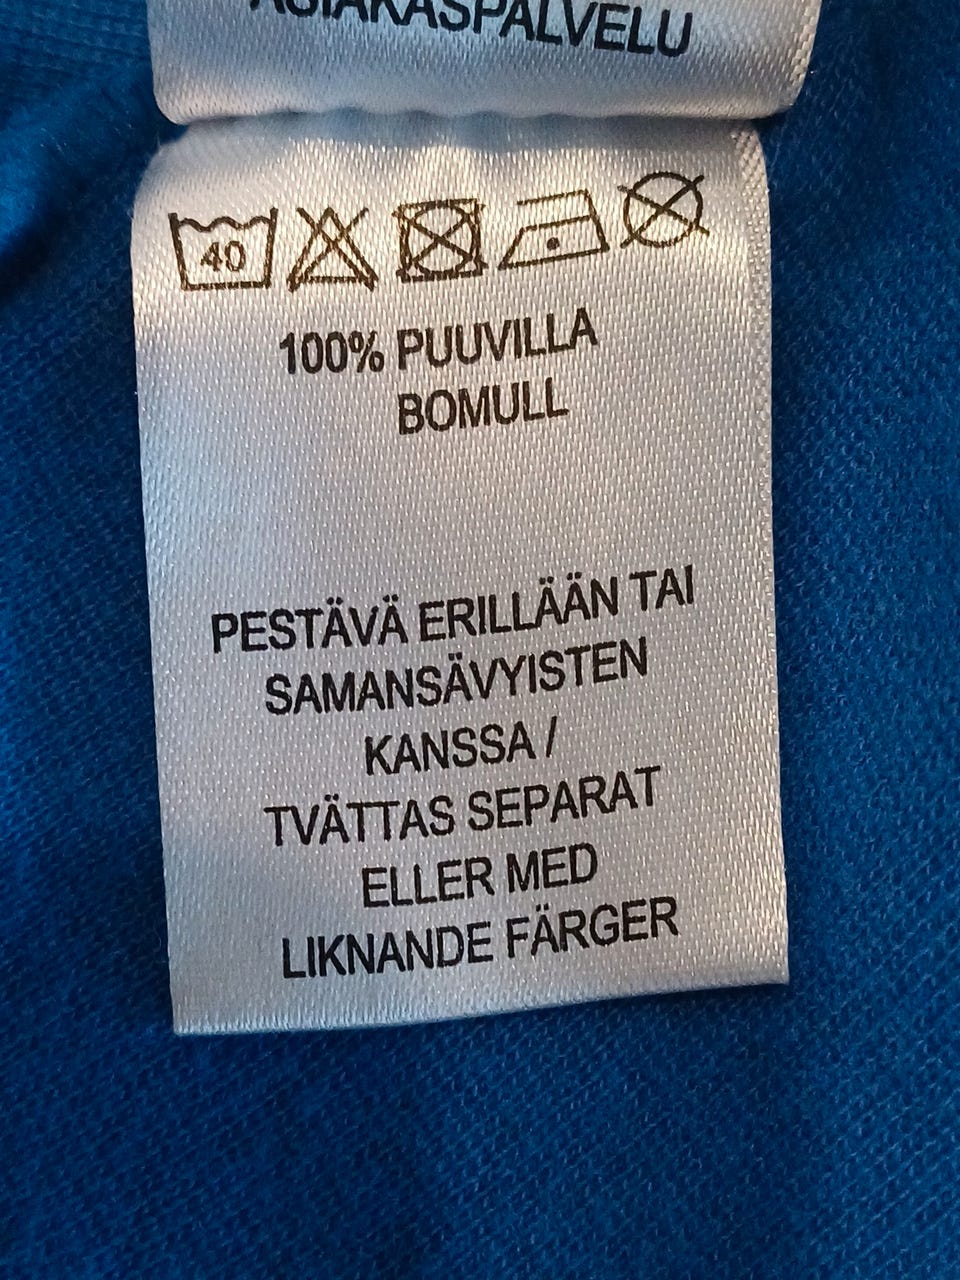 ASIAKASPALVELU
40
100% PUUVILLA
BOMULL
PESTÄVÄ ERILLÄÄN TAI
SAMANSÄVYISTEN
KANSSA /
TVÄTTAS SEPARAT
ELLER MED
LIKNANDE FÄRGER